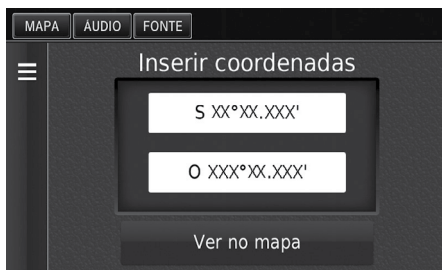 MAPA ÁUDIO FONTE
Inserir coordenadas
S XX°XX.XXX'
O XXX°XX.XXX'
Ver no mapa